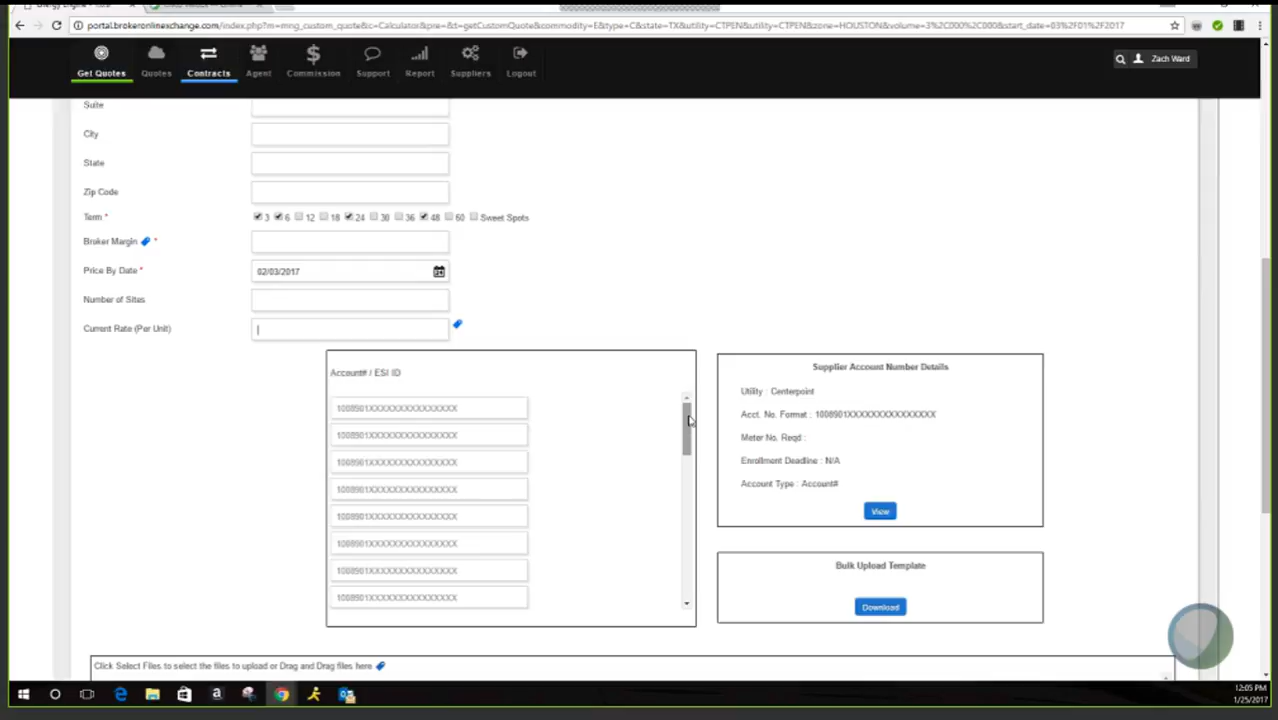 portal.brokeronlinexchange.com/index.php?m=mng_custom_quote&c=Calculator&pre=&d=getCustomQuote&commodity=E&type=C&state=TX&utility=CTPEN&utility=CTPEN&zone=HOUSTON&volume=3%2C000%2C000&start_date=03%2F01%2F2017
Get Quotes Quotes Contracts Agent Commission Support Report Suppliers Logout Zach Ward
Suite
City
State
Zip Code
Term * 3 6 12 18 24 30 36 48 60 Sweet Spots
Broker Margin *
Price By Date * 02/03/2017
Number of Sites
Current Rate (Per Unit)
Account# / ESI ID
1008901XXXXXXXXXXXXXXX
1008901XXXXXXXXXXXXXXX
1008901XXXXXXXXXXXXXXX
1008901XXXXXXXXXXXXXXX
1008901XXXXXXXXXXXXXXX
1008901XXXXXXXXXXXXXXX
1008901XXXXXXXXXXXXXXX
1008901XXXXXXXXXXXXXXX
Supplier Account Number Details
Utility : Centerpoint
Acct. No. Format : 1008901XXXXXXXXXXXXXXX
Meter No. Reqd :
Enrollment Deadline : N/A
Account Type : Account#
View
Bulk Upload Template
Download
Click Select Files to select the files to upload or Drag and Drag files here
12:05 PM
1/25/2017